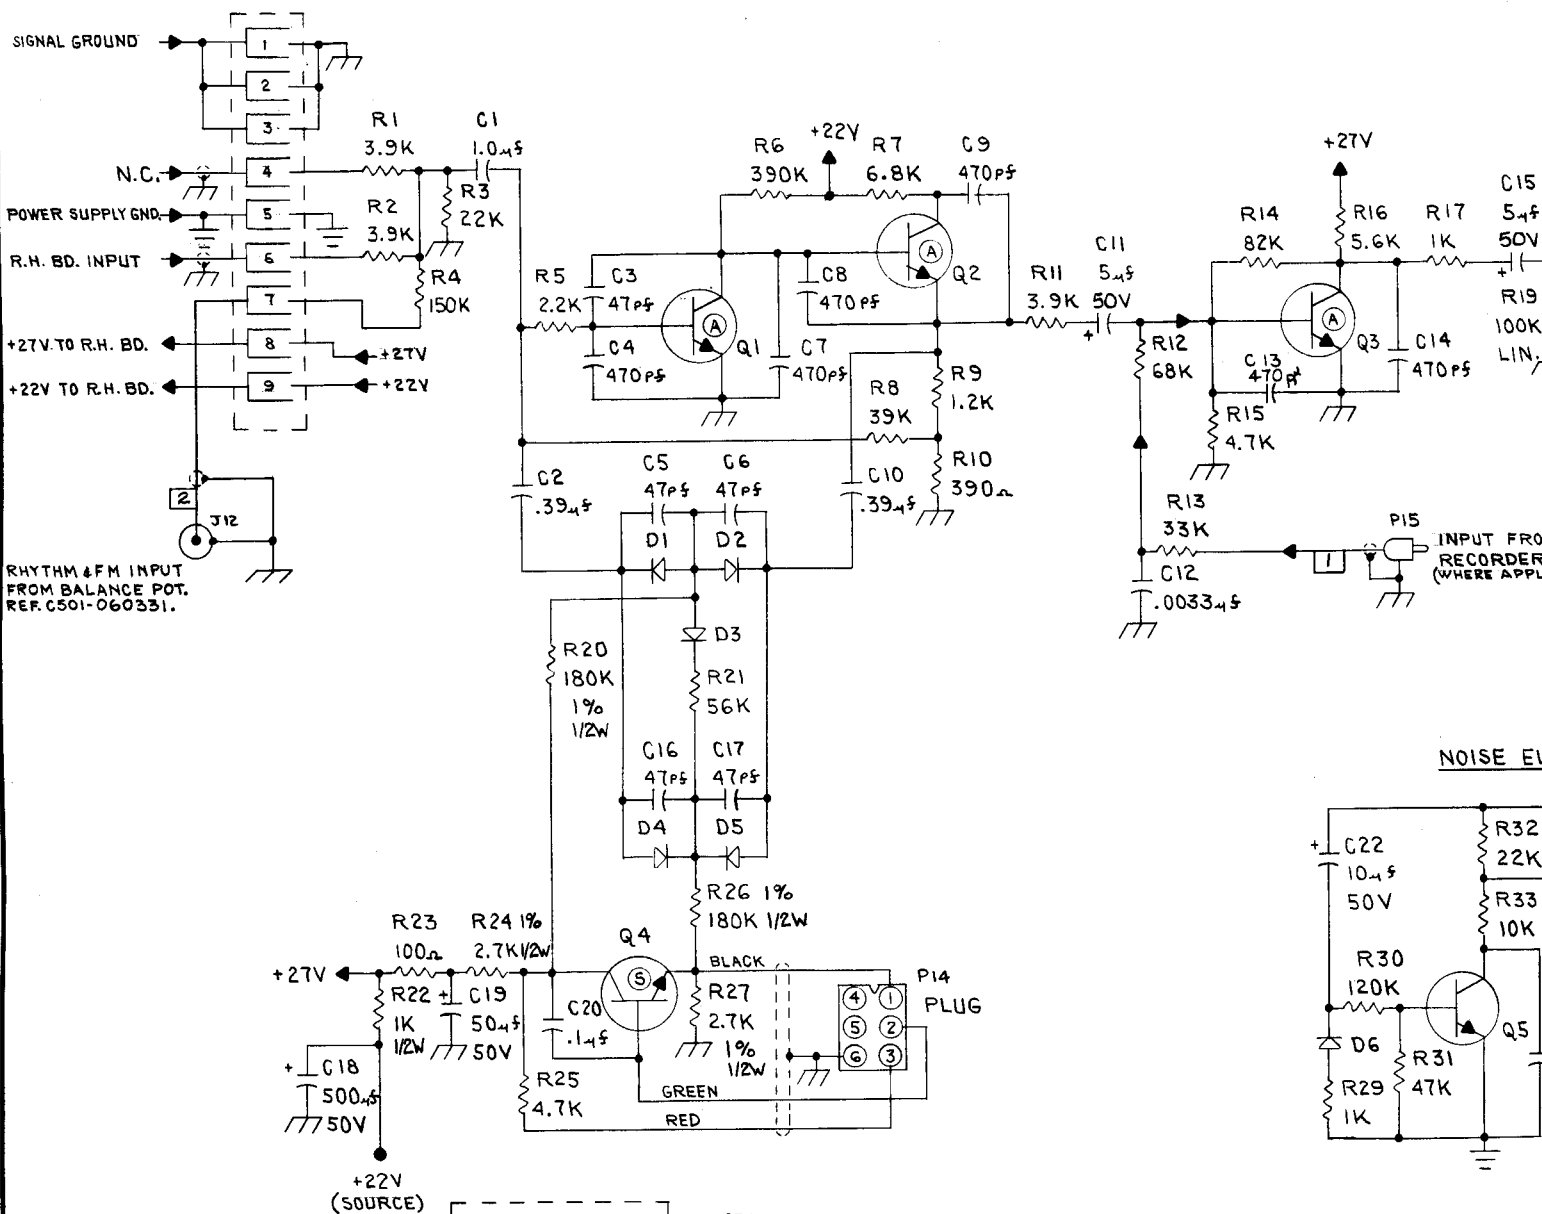 SIGNAL GROUND
1
2
3
N.C.
4
POWER SUPPLY GND.
5
R.H. BD. INPUT
6
7
+27V TO R.H. BD.
8
+27V
+22V TO R.H. BD.
9
+22V
R1
3.9K
C1
1.0µf
R2
3.9K
R3
22K
R4
150K
2
J12
RHYTHM & FM INPUT
FROM BALANCE POT.
REF. C501-060331.
R6
390K
+22V
R7
6.8K
C9
470pf
R5
2.2K
C3
47pf
C4
470pf
A
Q1
C7
470pf
C8
470pf
A
Q2
R8
39K
R9
1.2K
R10
390Ω
C2
.39µf
C10
.39µf
R11
3.9K
C11
5µf
50V
+
R12
68K
R13
33K
C12
.0033µf
1
P15
INPUT FRO
RECORDER
(WHERE APPL
+27V
R14
82K
R16
5.6K
R17
1K
C15
5µf
50V
+
R19
100K
LIN.
A
Q3
C13
470pf
C14
470pf
R15
4.7K
C5
47pf
C6
47pf
D1
D2
D3
R20
180K
1%
1/2W
R21
56K
C16
47pf
C17
47pf
D4
D5
R26 1%
180K 1/2W
R23
100Ω
R24 1%
2.7K 1/2W
+27V
R22
1K
1/2W
+
C19
50µf
50V
+
C18
500µf
50V
+22V
(SOURCE)
Q4
S
C20
.1µf
R25
4.7K
R27
2.7K
1%
1/2W
BLACK
GREEN
RED
P14
PLUG
4
1
5
2
6
3
NOISE EL
+
C22
10µf
50V
R32
22K
R33
10K
R30
120K
Q5
D6
R31
47K
R29
1K